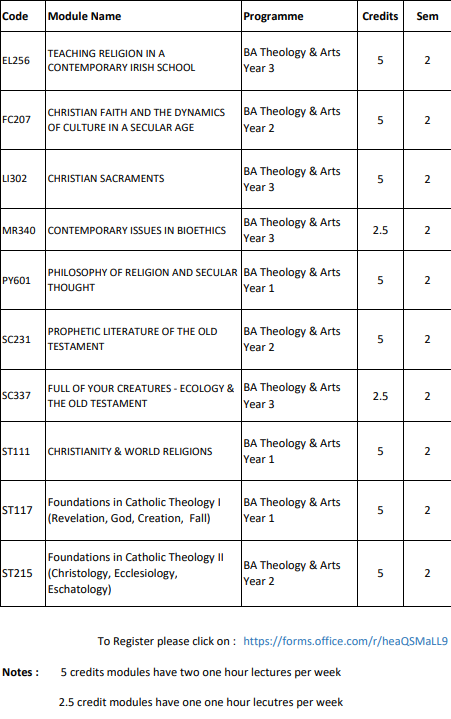 Code Module Name Programme Credits Sem
EL256 TEACHING RELIGION IN A CONTEMPORARY IRISH SCHOOL BA Theology & Arts Year 3 5 2
FC207 CHRISTIAN FAITH AND THE DYNAMICS OF CULTURE IN A SECULAR AGE BA Theology & Arts Year 2 5 2
LI302 CHRISTIAN SACRAMENTS BA Theology & Arts Year 3 5 2
MR340 CONTEMPORARY ISSUES IN BIOETHICS BA Theology & Arts Year 3 2.5 2
PY601 PHILOSOPHY OF RELIGION AND SECULAR THOUGHT BA Theology & Arts Year 1 5 2
SC231 PROPHETIC LITERATURE OF THE OLD TESTAMENT BA Theology & Arts Year 2 5 2
SC337 FULL OF YOUR CREATURES - ECOLOGY & THE OLD TESTAMENT BA Theology & Arts Year 3 2.5 2
ST111 CHRISTIANITY & WORLD RELIGIONS BA Theology & Arts Year 1 5 2
ST117 Foundations in Catholic Theology I (Revelation, God, Creation, Fall) BA Theology & Arts Year 1 5 2
ST215 Foundations in Catholic Theology II (Christology, Ecclesiology, Eschatology) BA Theology & Arts Year 2 5 2
To Register please click on : https://forms.office.com/r/heaQSMaLL9
Notes : 5 credits modules have two one hour lectures per week
2.5 credit modules have one one hour lecutres per week